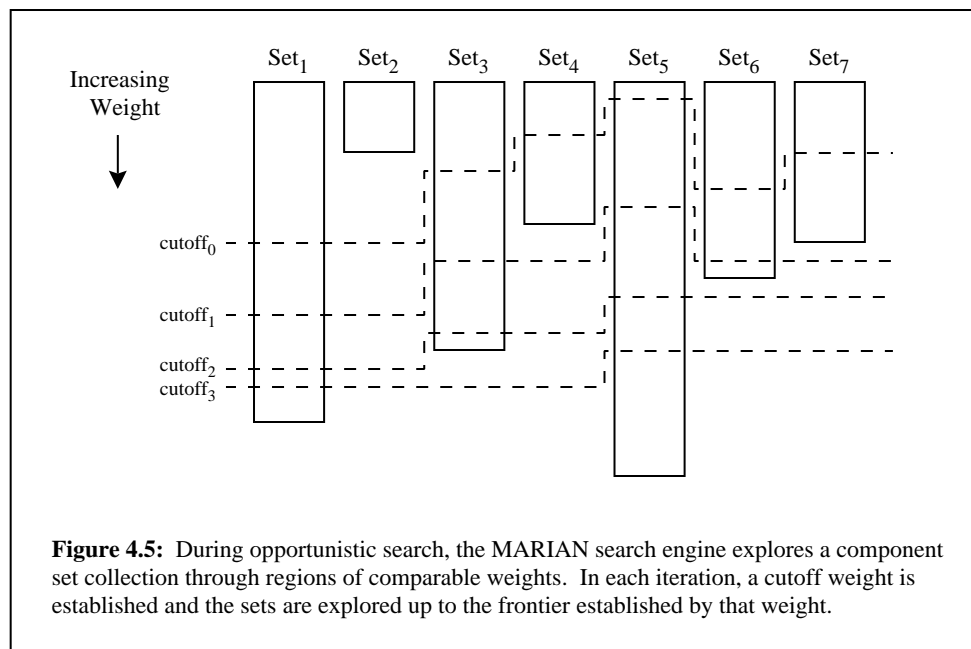 Set1 Set2 Set3 Set4 Set5 Set6 Set7
Increasing
Weight
cutoff0
cutoff1
cutoff2
cutoff3
Figure 4.5: During opportunistic search, the MARIAN search engine explores a component
set collection through regions of comparable weights. In each iteration, a cutoff weight is
established and the sets are explored up to the frontier established by that weight.